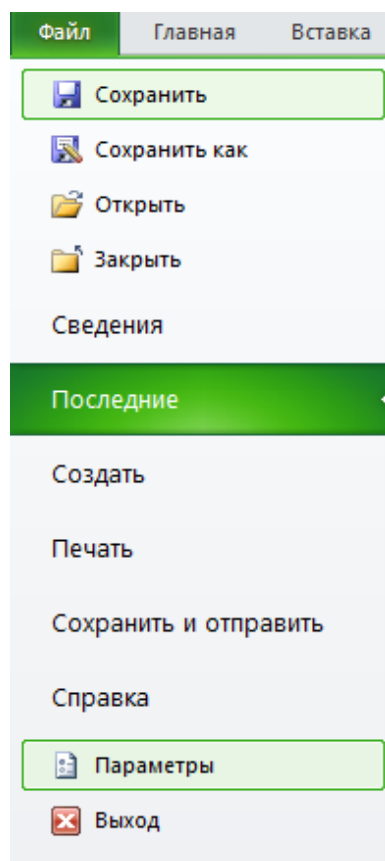 Файл Главная Вставка
Сохранить
Сохранить как
Открыть
Закрыть
Сведения
Последние
Создать
Печать
Сохранить и отправить
Справка
Параметры
Выход